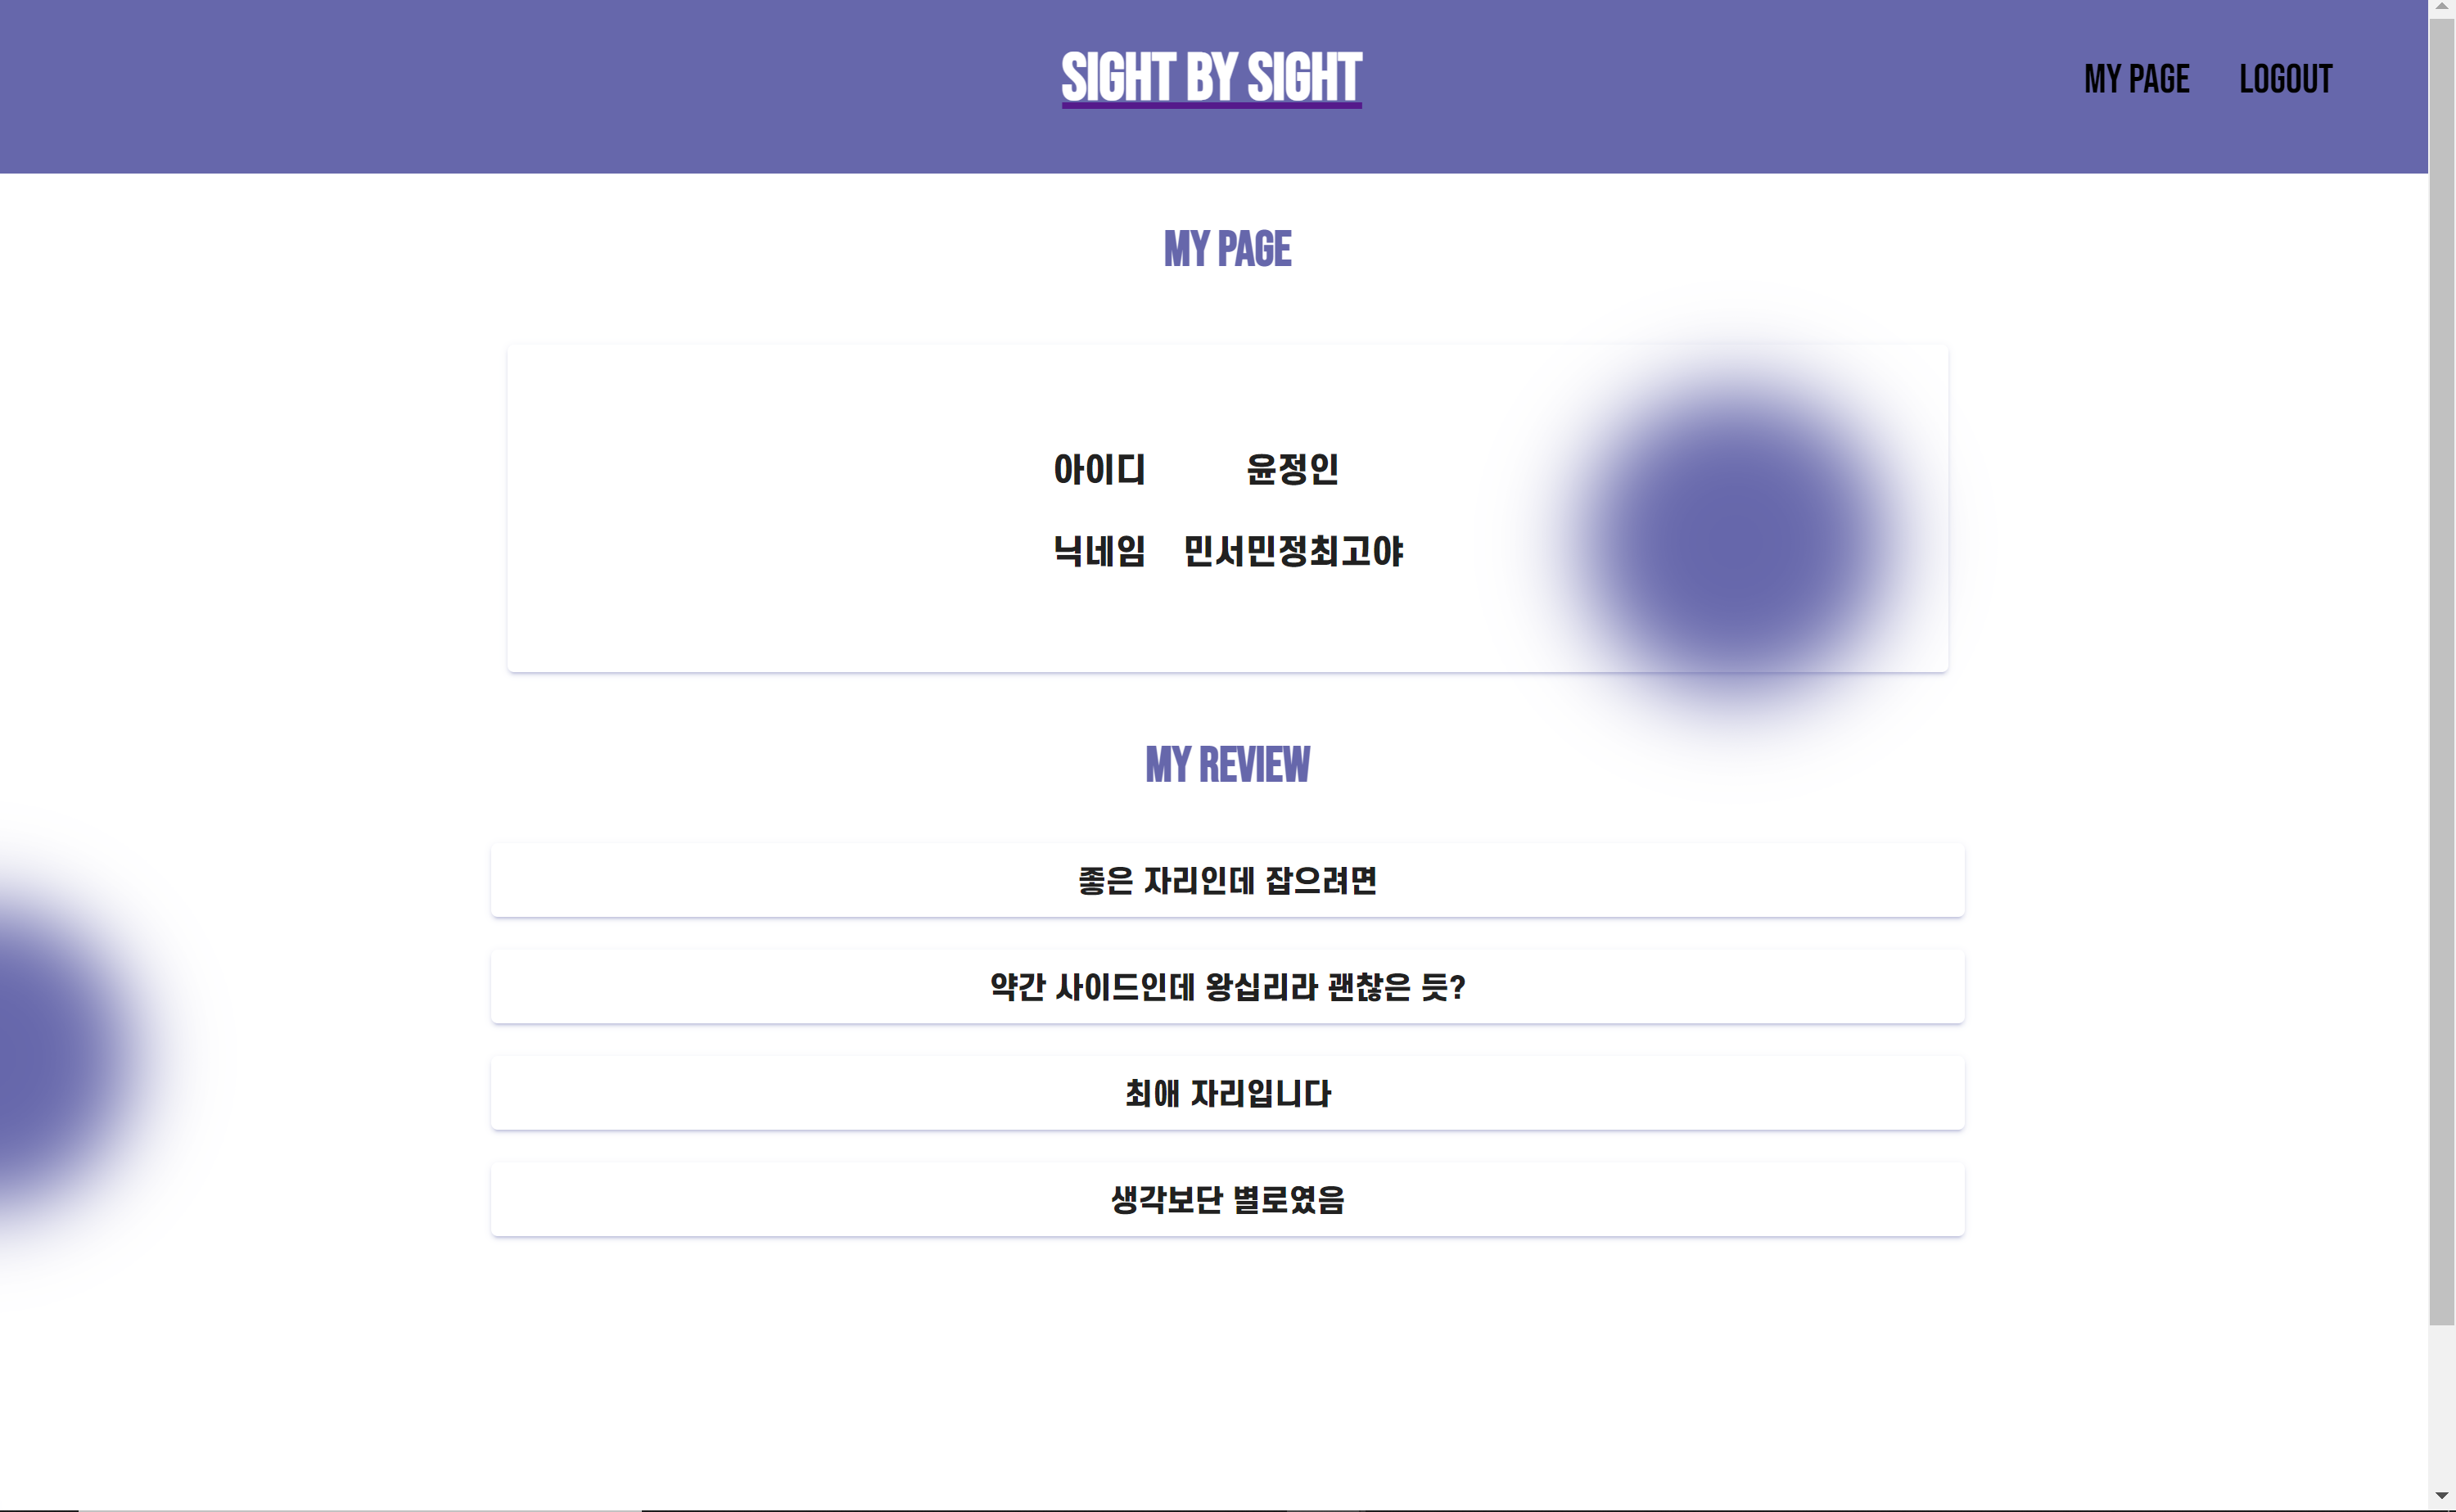 SIGHT BY SIGHT
MY PAGE LOGOUT
MY PAGE
아이디 윤정인
닉네임 민서민정최고야
MY REVIEW
좋은 자리인데 잡으려면
약간 사이드인데 왕십리라 괜찮은 듯?
최애 자리입니다
생각보단 별로였음